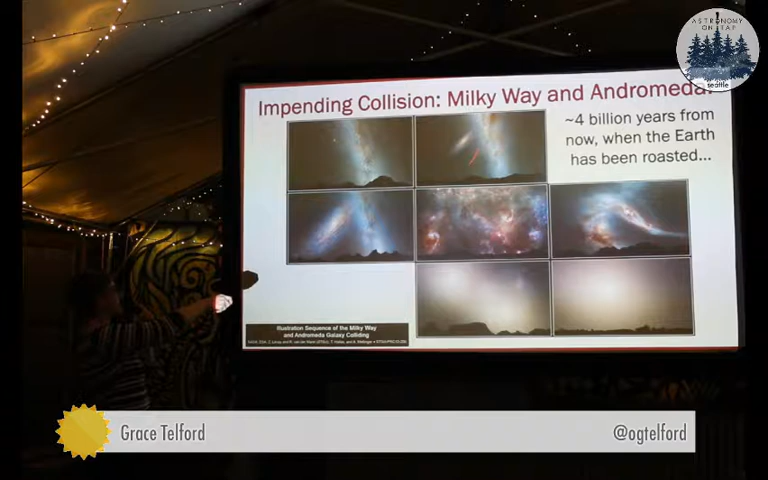 ASTRONOMY
ON TAP
seattle
Impending Collision: Milky Way and Andromeda
~4 billion years from
now, when the Earth
has been roasted...
Illustration Sequence of the Milky Way
and Andromeda Galaxy Colliding
Grace Telford
@ogtelford